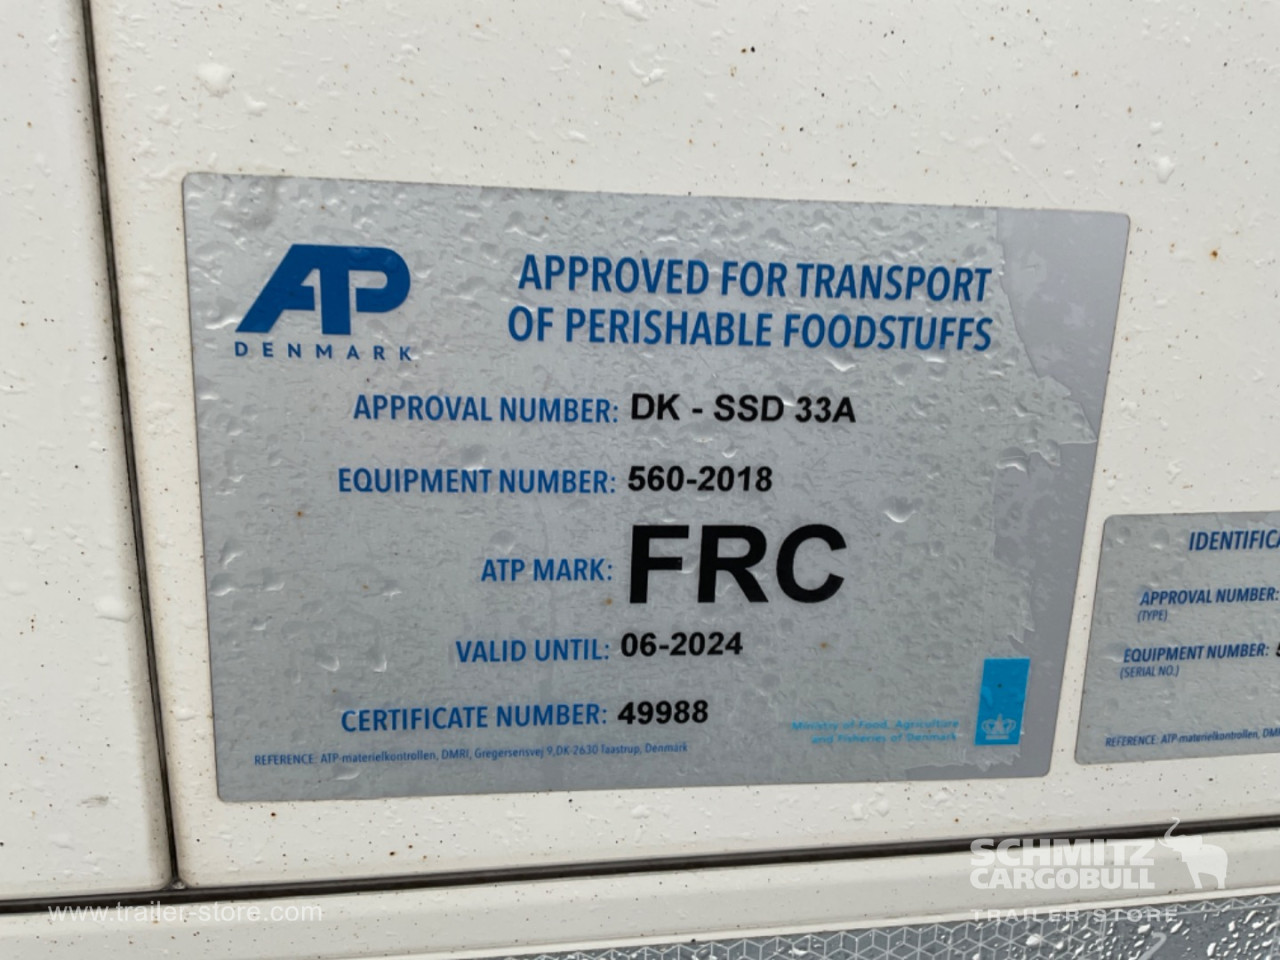 ATP
DENMARK
APPROVED FOR TRANSPORT
OF PERISHABLE FOODSTUFFS
APPROVAL NUMBER: DK - SSD 33A
EQUIPMENT NUMBER: 560-2018
ATP MARK: FRC
VALID UNTIL: 06-2024
CERTIFICATE NUMBER: 49988
REFERENCE: ATP-materielkontrollen, DMRI, Gregersensvej 9,DK-2630 Taastrup, Denmark
Ministry of Food, Agriculture
and Fisheries of Denmark
APPROVAL NUMBER:
(TYPE)
EQUIPMENT NUMBER:
(SERIAL NO.)
REFERENCE: ATP-materielkontrollen,
SCHMITZ
CARGOBULL
TRAILER STORE
www.trailer-store.com